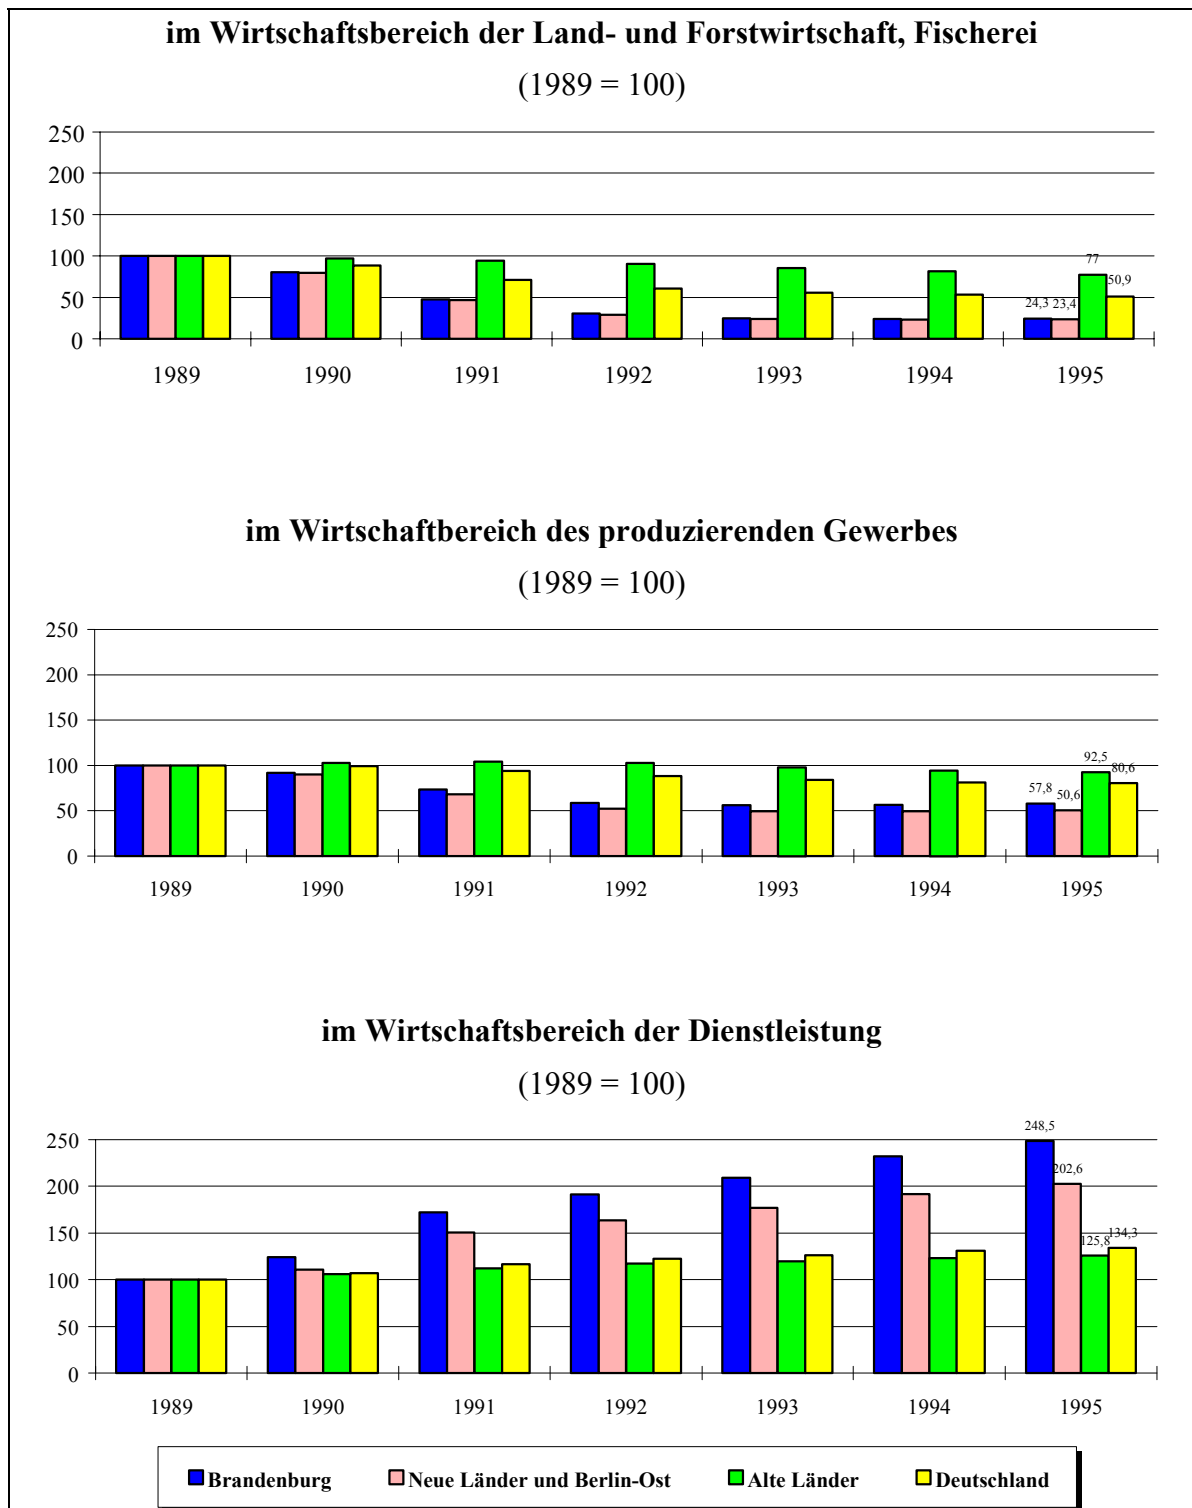 im Wirtschaftsbereich der Land- und Forstwirtschaft, Fischerei
(1989 = 100)
250
200
150
100
50
0
77
50,9
24,3 23,4
1989 1990 1991 1992 1993 1994 1995
im Wirtschaftbereich des produzierenden Gewerbes
(1989 = 100)
250
200
150
100
50
0
92,5
80,6
57,8
50,6
1989 1990 1991 1992 1993 1994 1995
im Wirtschaftsbereich der Dienstleistung
(1989 = 100)
248,5
250
200
150
100
50
0
202,6
134,3
125,8
1989 1990 1991 1992 1993 1994 1995
Brandenburg Neue Länder und Berlin-Ost Alte Länder Deutschland